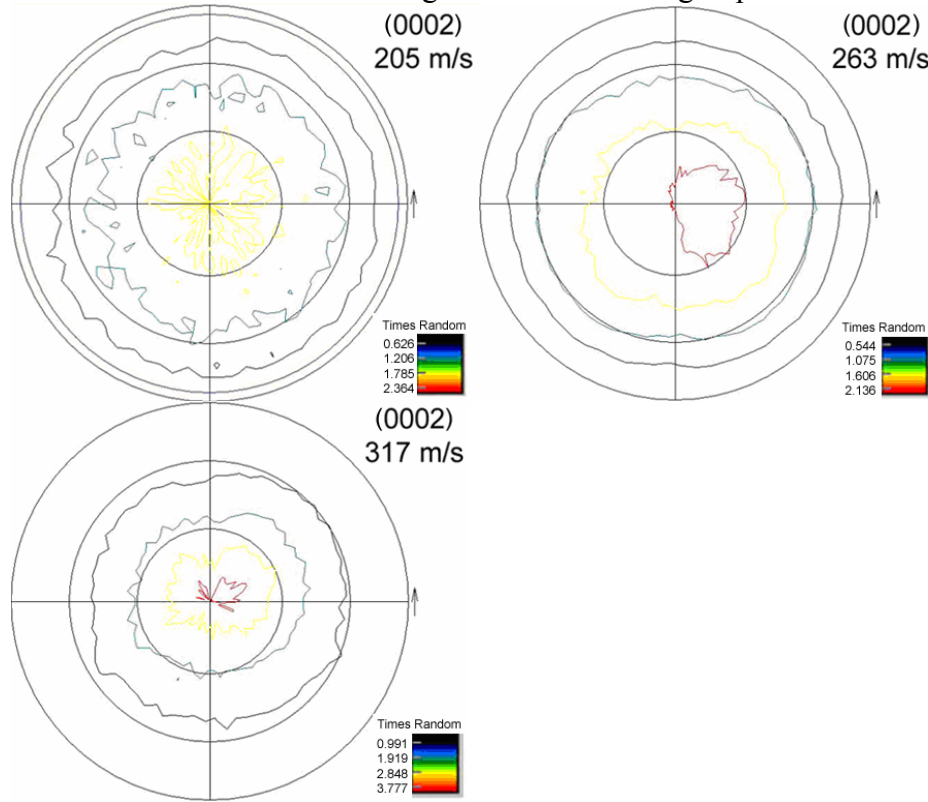 (0002)
205 m/s
Times Random
0.626
1.206
1.785
2.364
(0002)
263 m/s
Times Random
0.544
1.075
1.606
2.136
(0002)
317 m/s
Times Random
0.991
1.919
2.848
3.777